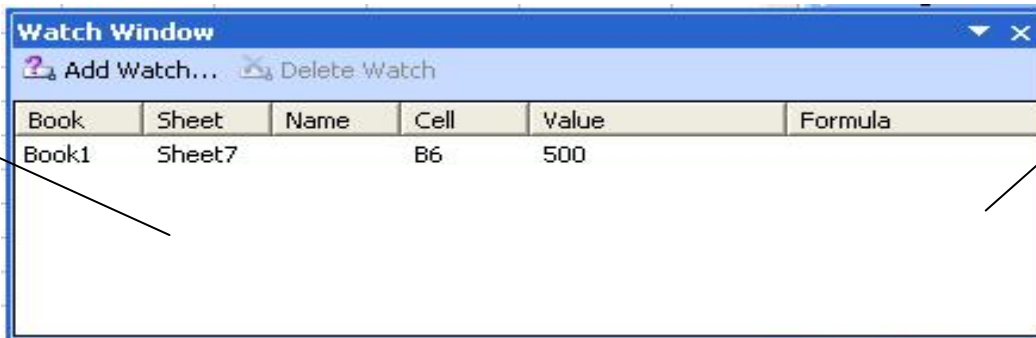 Watch Window
Add Watch... Delete Watch
Book Sheet Name Cell Value Formula
Book1 Sheet7 B6 500